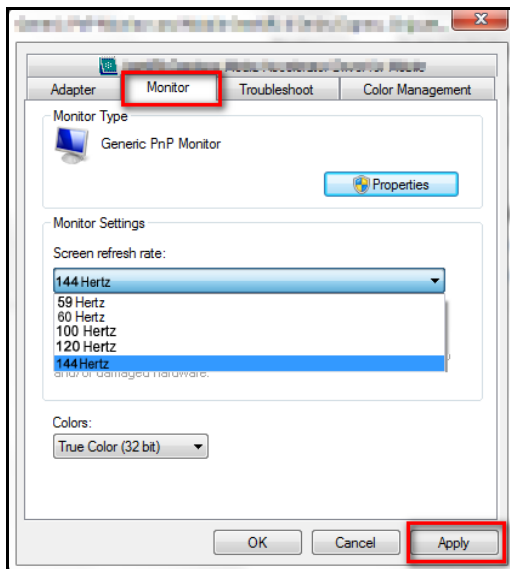 Adapter Monitor Troubleshoot Color Management
Monitor Type
Generic PnP Monitor
Properties
Monitor Settings
Screen refresh rate:
144 Hertz
59 Hertz
60 Hertz
100 Hertz
120 Hertz
144 Hertz
and/or damaged hardware.
Colors:
True Color (32 bit)
OK Cancel Apply